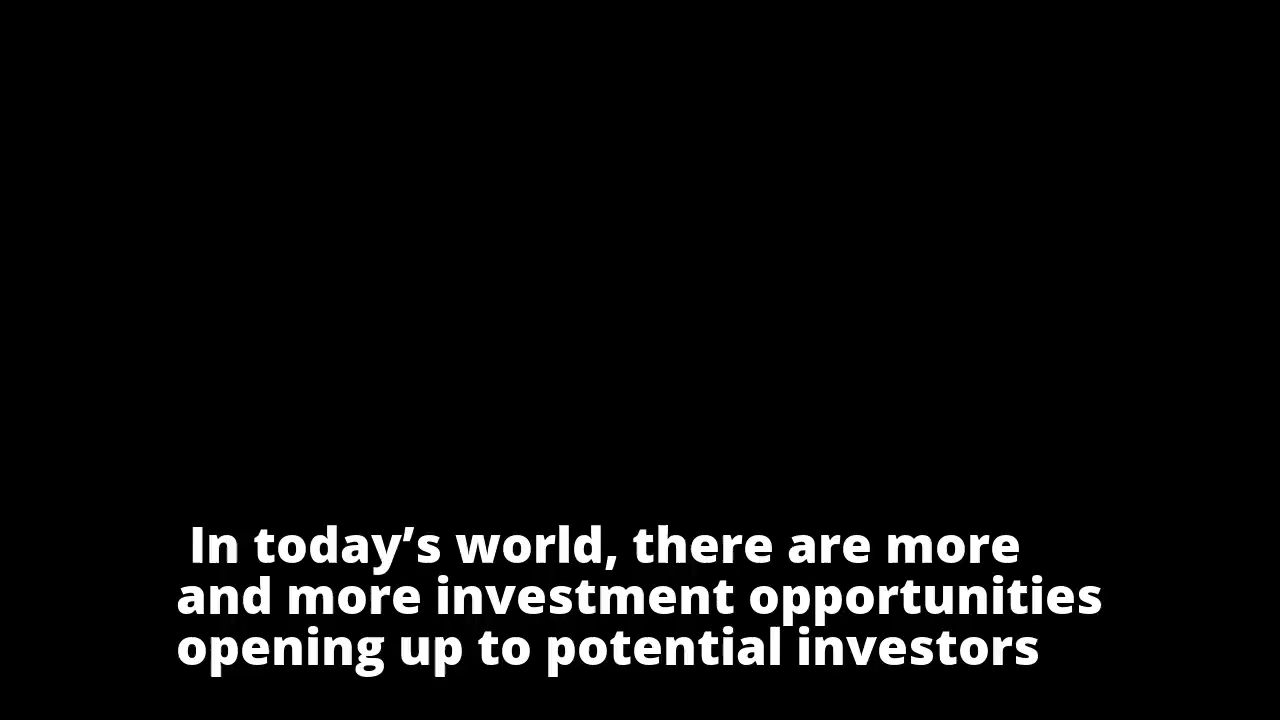 In today’s world, there are more
and more investment opportunities
opening up to potential investors